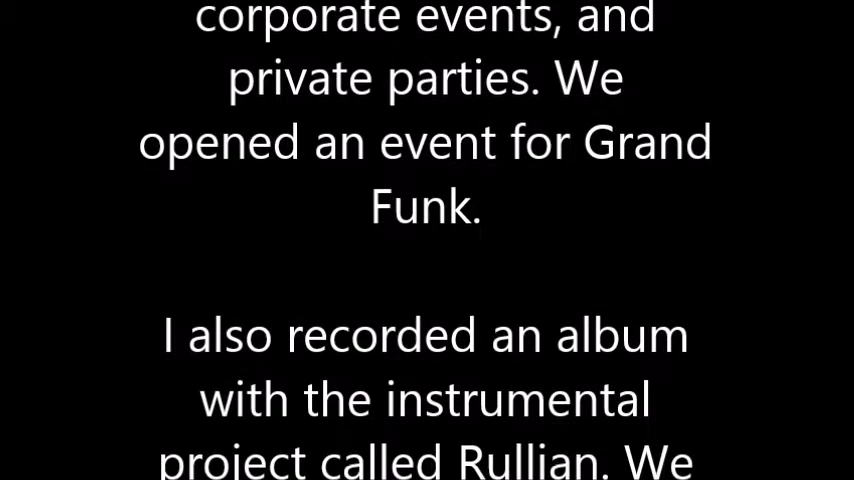 corporate events, and
private parties. We
opened an event for Grand
Funk.
I also recorded an album
with the instrumental
project called Rullian. We